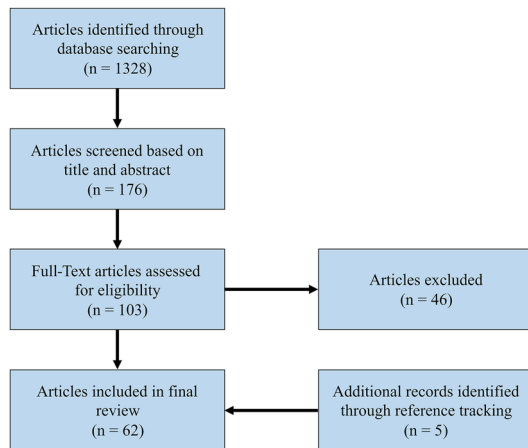 Articles identified through
database searching
(n = 1328)
Articles screened based on
title and abstract
(n = 176)
Full-Text articles assessed
for eligibility
(n = 103)
Articles excluded
(n = 46)
Articles included in final
review
(n = 62)
Additional records identified
through reference tracking
(n = 5)